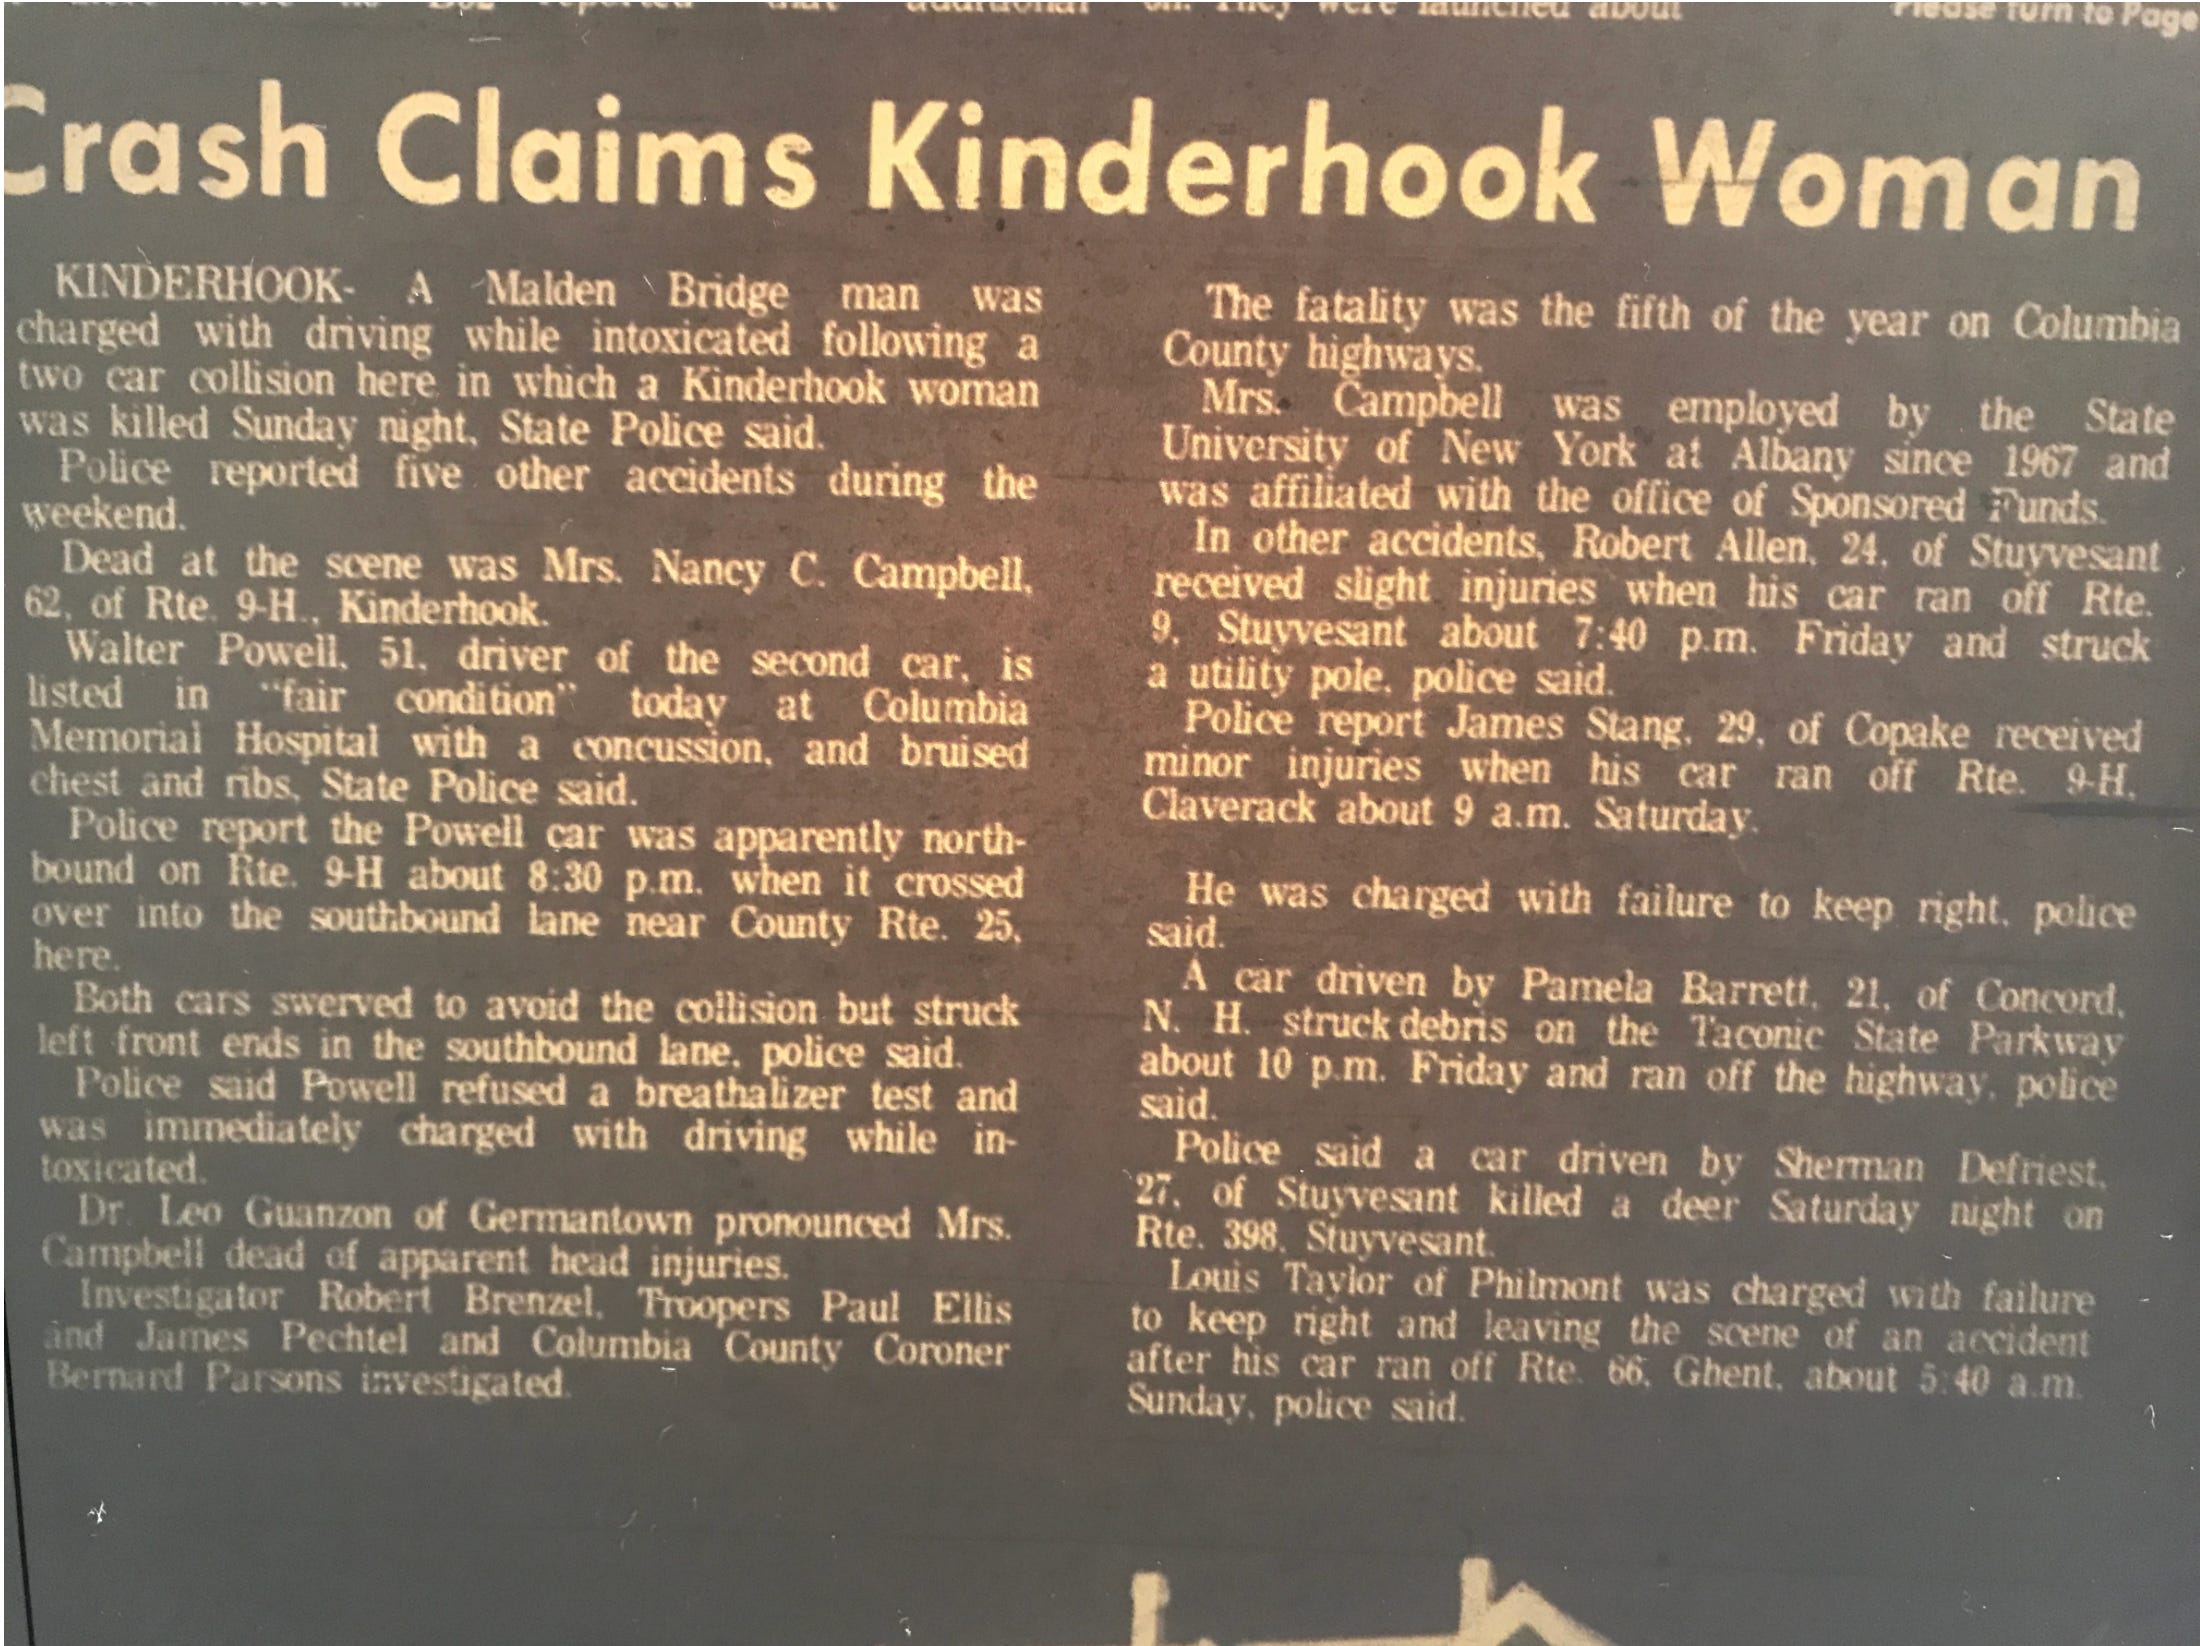 additional on. They were launched about Please turn to Page
Crash Claims Kinderhook Woman
KINDERHOOK- A Malden Bridge man was
charged with driving while intoxicated following a
two car collision here in which a Kinderhook woman
was killed Sunday night, State Police said.
Police reported five other accidents during the
weekend.
Dead at the scene was Mrs. Nancy C. Campbell,
62, of Rte. 9-H., Kinderhook.
Walter Powell, 51, driver of the second car, is
listed in "fair condition" today at Columbia
Memorial Hospital with a concussion, and bruised
chest and ribs, State Police said.
Police report the Powell car was apparently north-
bound on Rte. 9-H about 8:30 p.m. when it crossed
over into the southbound lane near County Rte. 25,
here.
Both cars swerved to avoid the collision but struck
left front ends in the southbound lane, police said.
Police said Powell refused a breathalizer test and
was immediately charged with driving while in-
toxicated.
Dr. Leo Guanzon of Germantown pronounced Mrs.
Campbell dead of apparent head injuries.
Investigator Robert Brenzel, Troopers Paul Ellis
and James Pechtel and Columbia County Coroner
Bernard Parsons investigated.
The fatality was the fifth of the year on Columbia
County highways.
Mrs. Campbell was employed by the State
University of New York at Albany since 1967 and
was affiliated with the office of Sponsored Funds.
In other accidents, Robert Allen, 24, of Stuyvesant
received slight injuries when his car ran off Rte.
9, Stuyvesant about 7:40 p.m. Friday and struck
a utility pole, police said.
Police report James Stang, 29, of Copake received
minor injuries when his car ran off Rte. 9-H,
Claverack about 9 a.m. Saturday.
He was charged with failure to keep right, police
said.
A car driven by Pamela Barrett, 21, of Concord,
N. H. struck debris on the Taconic State Parkway
about 10 p.m. Friday and ran off the highway, police
said.
Police said a car driven by Sherman Defriest,
27, of Stuyvesant killed a deer Saturday night on
Rte. 398, Stuyvesant.
Louis Taylor of Philmont was charged with failure
to keep right and leaving the scene of an accident
after his car ran off Rte. 66, Ghent, about 5:40 a.m.
Sunday, police said.